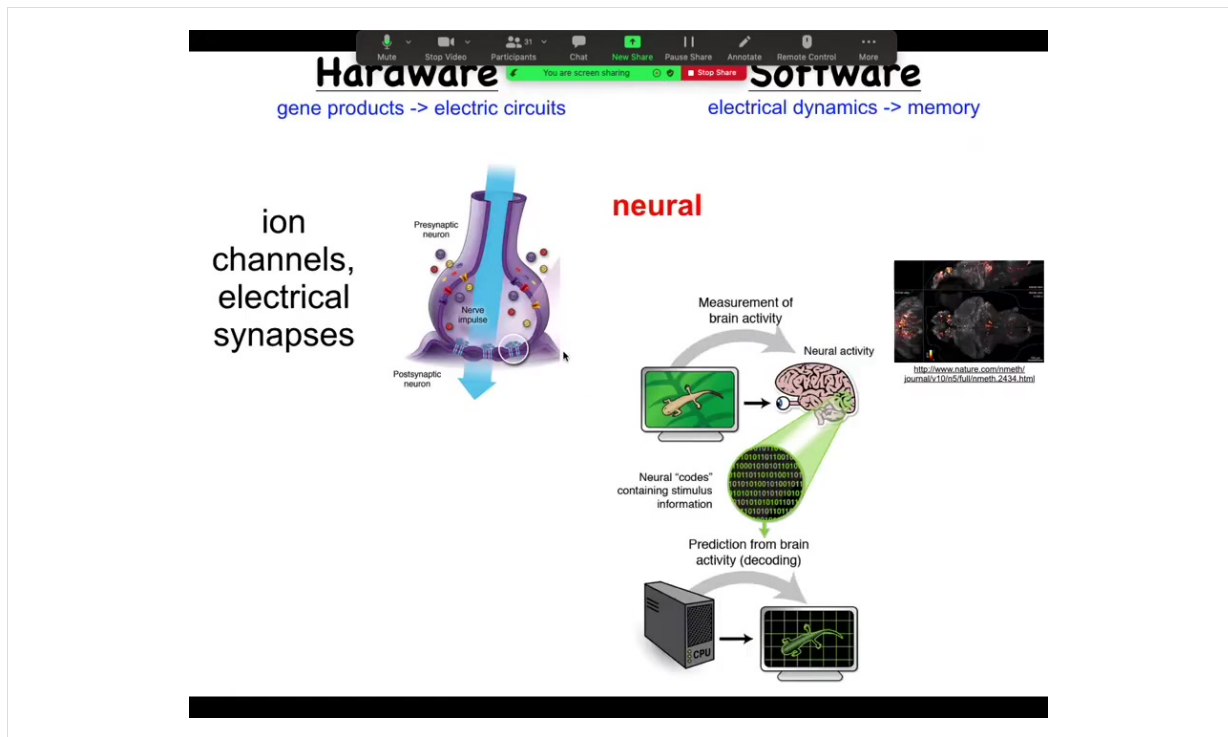 31
Mute
Stop Video
Participants
Chat
New Share
Pause Share
Annotate
Remote Control
More
You are screen sharing
Stop Share
Hardware
gene products -> electric circuits
Software
electrical dynamics -> memory
ion
channels,
electrical
synapses
Presynaptic
neuron
Nerve
impulse
Postsynaptic
neuron
neural
Measurement of
brain activity
Neural activity
http://www.nature.com/nmeth/
journal/v10/n5/full/nmeth.2434.html
Neural "codes"
containing stimulus
information
Prediction from brain
activity (decoding)
CPU